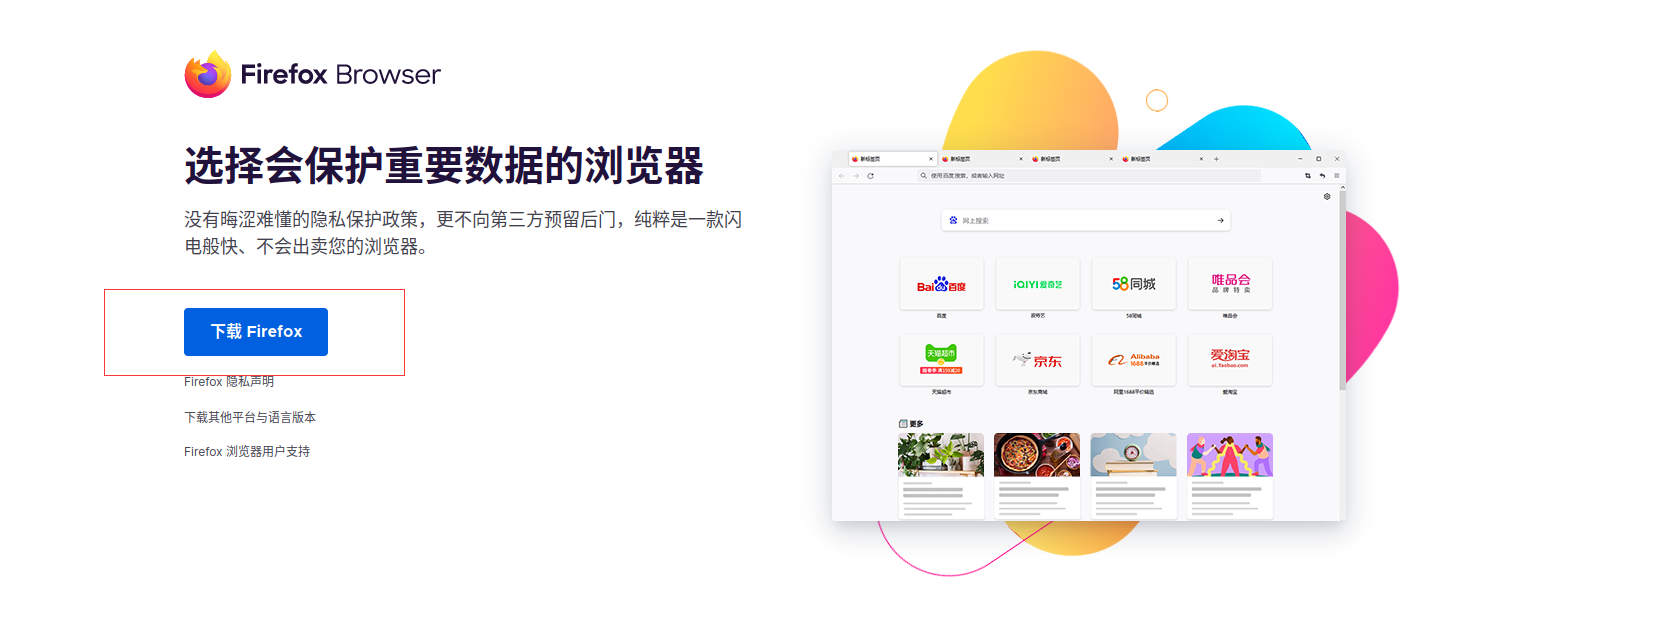 Firefox Browser
选择会保护重要数据的浏览器
没有晦涩难懂的隐私保护政策，更不向第三方预留后门，纯粹是一款闪
电般快、不会出卖您的浏览器。
下载 Firefox
Firefox 隐私声明
下载其他平台与语言版本
Firefox 浏览器用户支持
新标签页
新标签页
新标签页
新标签页
使用百度搜索，或者输入网址
网上搜索
Bai 百度
iQIYI 爱奇艺
58同城
唯品会
品牌特卖
百度
爱奇艺
58同城
唯品会
天猫超市
京东
Alibaba
1688
爱淘宝
ai.Taobao.com
天猫超市
京东商城
阿里1688平价精选
爱淘宝
更多